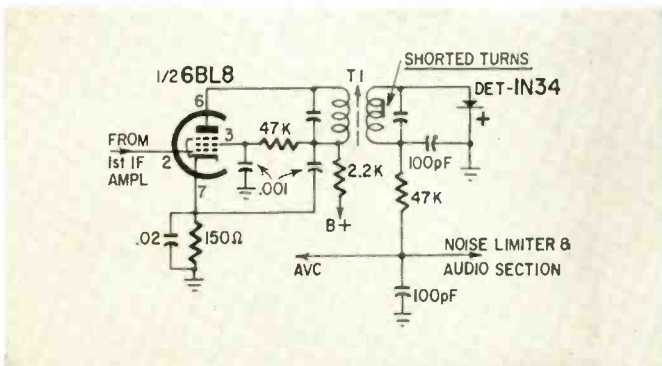 SHORTED TURNS
1/2 6BL8
T1
DET-1N34
6
3
47K
+
FROM
1st IF
AMPL
2
100pF
.001
2.2K
47K
7
B+
.02
150Ω
AVC
NOISE LIMITER &
AUDIO SECTION
100pF